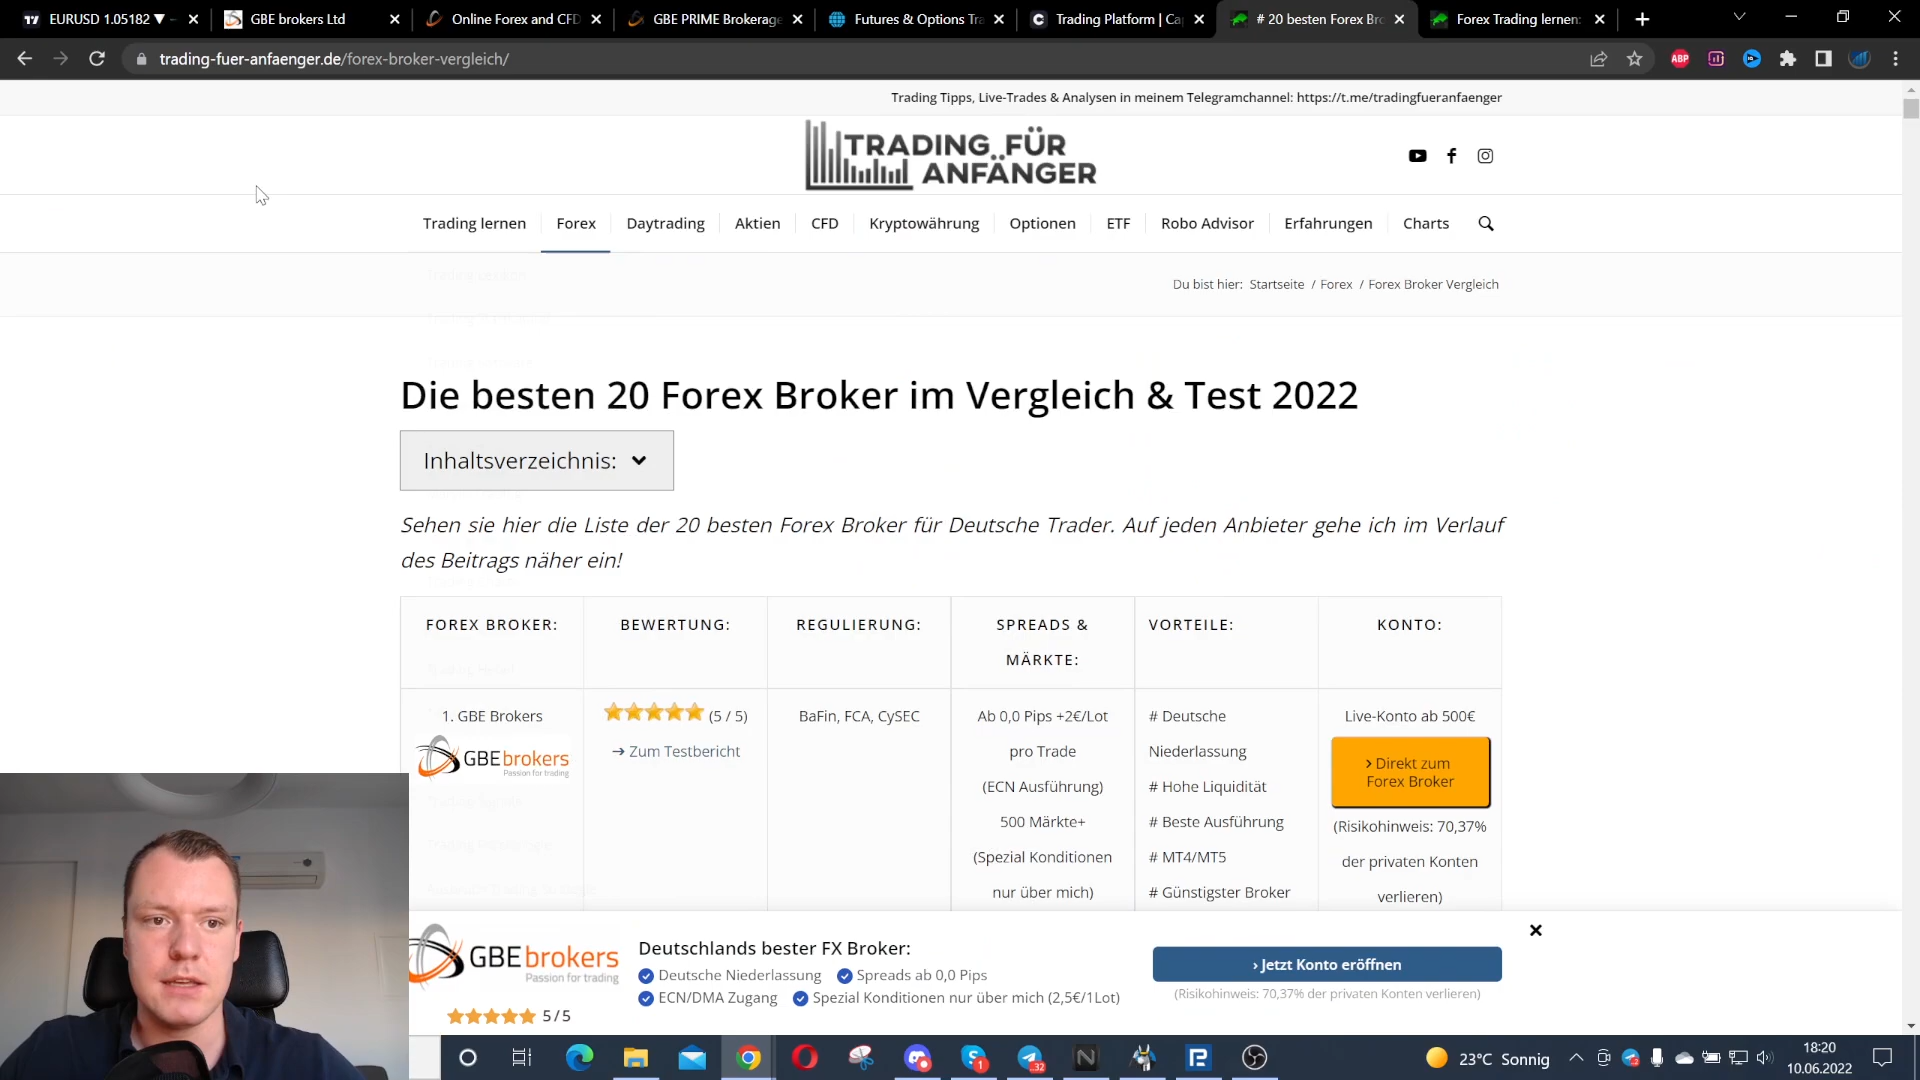 EURUSD 1.05182 ▼ −
GBE brokers Ltd
Online Forex and CFD
GBE PRIME Brokerage
Futures & Options Tra
Trading Platform | Ca
# 20 besten Forex Bro
Forex Trading lernen:
trading-fuer-anfaenger.de/forex-broker-vergleich/
ABP
Trading Tipps, Live-Trades & Analysen in meinem Telegramchannel: https://t.me/tradingfueranfaenger
TRADING FÜR
ANFÄNGER
Trading lernen
Forex
Daytrading
Aktien
CFD
Kryptowährung
Optionen
ETF
Robo Advisor
Erfahrungen
Charts
Du bist hier: Startseite / Forex / Forex Broker Vergleich
Die besten 20 Forex Broker im Vergleich & Test 2022
Inhaltsverzeichnis:
Sehen sie hier die Liste der 20 besten Forex Broker für Deutsche Trader. Auf jeden Anbieter gehe ich im Verlauf
des Beitrags näher ein!
FOREX BROKER:
BEWERTUNG:
REGULIERUNG:
SPREADS &
MÄRKTE:
VORTEILE:
KONTO:
1. GBE Brokers
GBEbrokers
Passion for trading
(5 / 5)
→ Zum Testbericht
BaFin, FCA, CySEC
Ab 0,0 Pips +2€/Lot
pro Trade
(ECN Ausführung)
500 Märkte+
(Spezial Konditionen
nur über mich)
# Deutsche
Niederlassung
# Hohe Liquidität
# Beste Ausführung
# MT4/MT5
# Günstigster Broker
Live-Konto ab 500€
› Direkt zum
Forex Broker
(Risikohinweis: 70,37%
der privaten Konten
verlieren)
GBEbrokers
Passion for trading
5 / 5
Deutschlands bester FX Broker:
Deutsche Niederlassung
Spreads ab 0,0 Pips
ECN/DMA Zugang
Spezial Konditionen nur über mich (2,5€/1Lot)
› Jetzt Konto eröffnen
(Risikohinweis: 70,37% der privaten Konten verlieren)
23°C Sonnig
18:20
10.06.2022